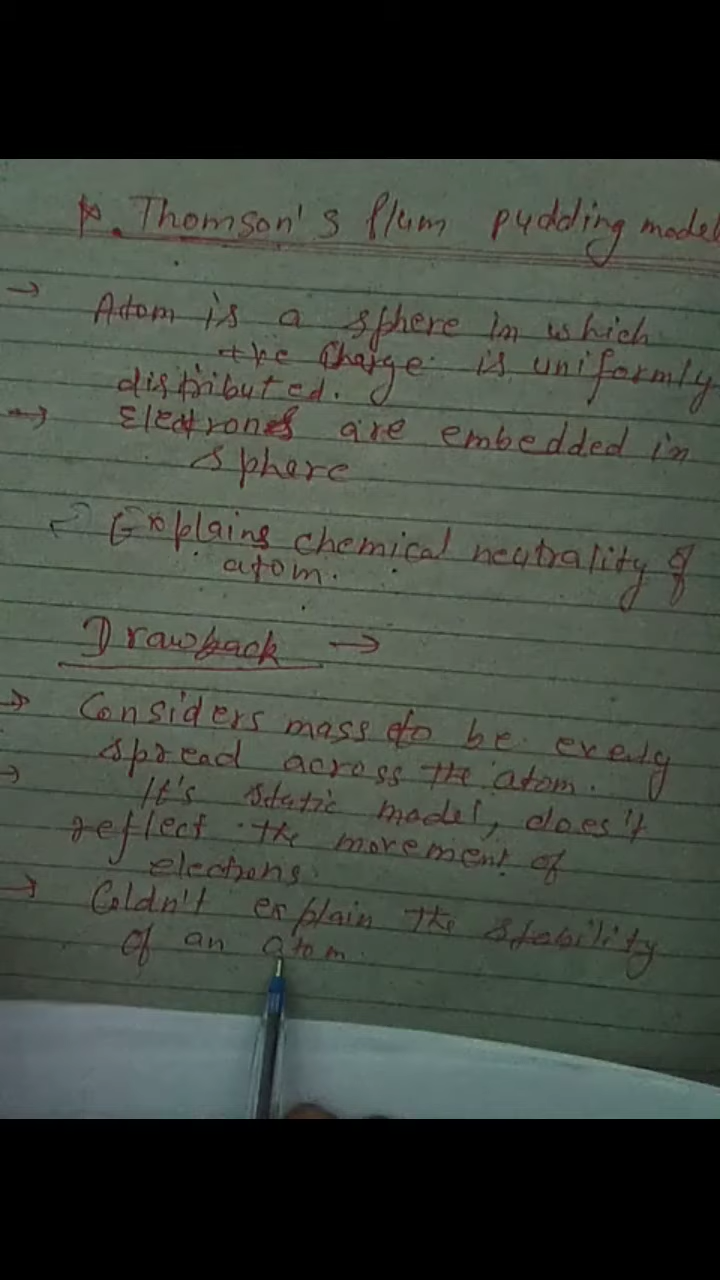 Thomson's plum pudding model
→ Atom is a sphere in which
the charge is uniformly
distributed.
→ Electrons are embedded in
sphere
Explains chemical neutrality of
atom.
Drawback →
→ Considers mass to be evenly
spread across the atom.
→ It's static model, does't
reflect the movement of
electrons.
→ Coldn't explain the stability
of an atom.